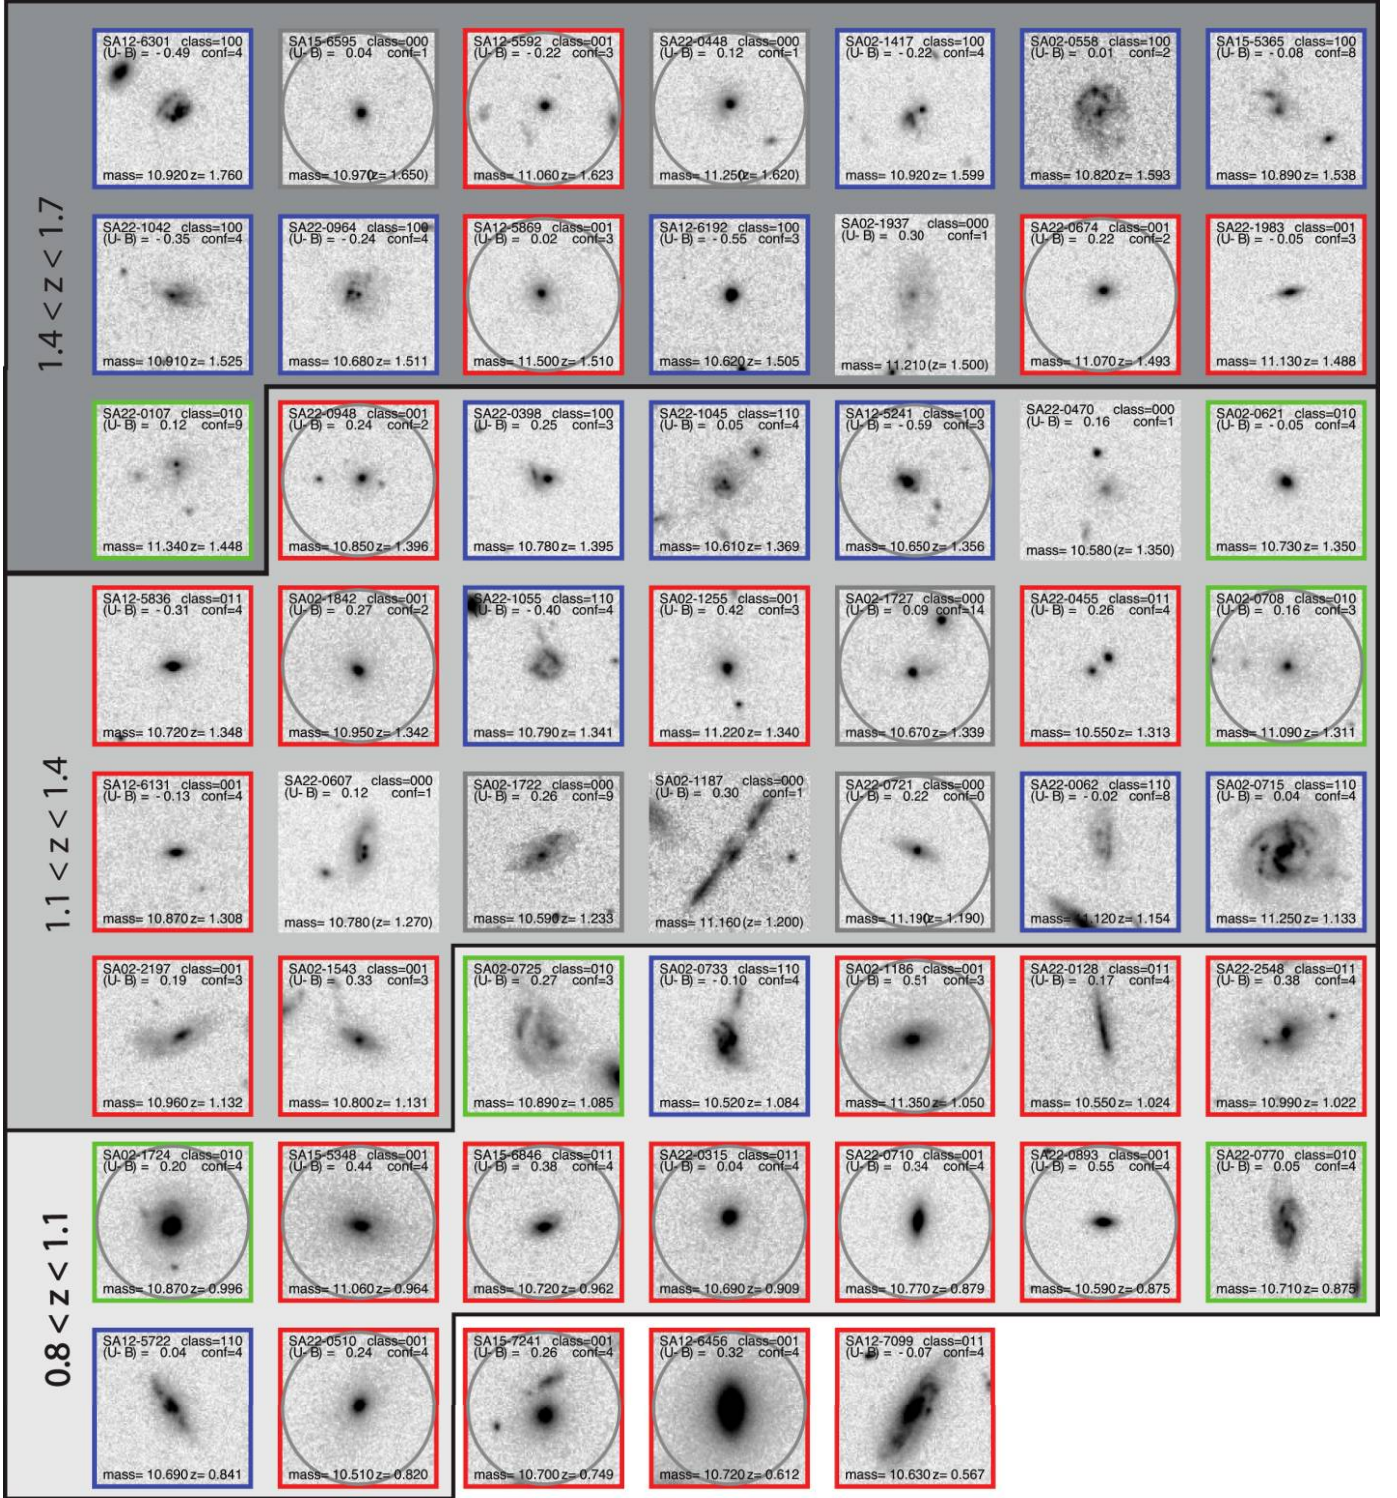 1.4 < z < 1.7
SA12-6301 class=100
(U- B) = - 0.49 conf=4
mass= 10.920 z= 1.760
SA15-6595 class=000
(U- B) = 0.04 conf=1
mass= 10.970(z= 1.650)
SA12-5592 class=001
(U- B) = - 0.22 conf=3
mass= 11.060 z= 1.623
SA22-0448 class=000
(U- B) = 0.12 conf=1
mass= 11.250(z= 1.620)
SA02-1417 class=100
(U- B) = - 0.22 conf=4
mass= 10.920 z= 1.599
SA02-0558 class=100
(U- B) = 0.01 conf=2
mass= 10.820 z= 1.593
SA15-5365 class=100
(U- B) = - 0.08 conf=8
mass= 10.890 z= 1.538
SA22-1042 class=100
(U- B) = - 0.35 conf=4
mass= 10.910 z= 1.525
SA22-0964 class=100
(U- B) = - 0.24 conf=4
mass= 10.680 z= 1.511
SA12-5869 class=001
(U- B) = 0.02 conf=3
mass= 11.500 z= 1.510
SA12-6192 class=100
(U- B) = - 0.55 conf=3
mass= 10.620 z= 1.505
SA02-1937 class=000
(U- B) = 0.30 conf=1
mass= 11.210 (z= 1.500)
SA22-0674 class=001
(U- B) = 0.22 conf=2
mass= 11.070 z= 1.493
SA22-1983 class=001
(U- B) = - 0.05 conf=3
mass= 11.130 z= 1.488
SA22-0107 class=010
(U- B) = 0.12 conf=9
mass= 11.340 z= 1.448
1.1 < z < 1.4
SA22-0948 class=001
(U- B) = 0.24 conf=2
mass= 10.850 z= 1.396
SA22-0398 class=100
(U- B) = 0.25 conf=3
mass= 10.780 z= 1.395
SA22-1045 class=110
(U- B) = 0.05 conf=4
mass= 10.610 z= 1.369
SA12-5241 class=100
(U- B) = - 0.59 conf=3
mass= 10.650 z= 1.356
SA22-0470 class=000
(U- B) = 0.16 conf=1
mass= 10.580 (z= 1.350)
SA02-0621 class=010
(U- B) = - 0.05 conf=4
mass= 10.730 z= 1.350
SA12-5836 class=011
(U- B) = - 0.31 conf=4
mass= 10.720 z= 1.348
SA02-1842 class=001
(U- B) = 0.27 conf=2
mass= 10.950 z= 1.342
SA22-1055 class=110
(U- B) = - 0.40 conf=4
mass= 10.790 z= 1.341
SA02-1255 class=001
(U- B) = 0.42 conf=3
mass= 11.220 z= 1.340
SA02-1727 class=000
(U- B) = 0.09 conf=14
mass= 10.670 z= 1.339
SA22-0455 class=011
(U- B) = 0.26 conf=4
mass= 10.550 z= 1.313
SA02-0708 class=010
(U- B) = 0.16 conf=3
mass= 11.090 z= 1.311
SA12-6131 class=001
(U- B) = - 0.13 conf=4
mass= 10.870 z= 1.308
SA22-0607 class=000
(U- B) = 0.12 conf=1
mass= 10.780 (z= 1.270)
SA02-1722 class=000
(U- B) = 0.26 conf=9
mass= 10.590 z= 1.233
SA02-1187 class=000
(U- B) = 0.30 conf=1
mass= 11.160 (z= 1.200)
SA22-0721 class=000
(U- B) = 0.22 conf=0
mass= 11.190(z= 1.190)
SA22-0062 class=110
(U- B) = - 0.02 conf=8
mass= 11.120 z= 1.154
SA02-0715 class=110
(U- B) = 0.04 conf=4
mass= 11.250 z= 1.133
SA02-2197 class=001
(U- B) = 0.19 conf=3
mass= 10.960 z= 1.132
SA02-1543 class=001
(U- B) = 0.33 conf=3
mass= 10.800 z= 1.131
0.8 < z < 1.1
SA02-0725 class=010
(U- B) = 0.27 conf=3
mass= 10.890 z= 1.085
SA02-0733 class=110
(U- B) = - 0.10 conf=4
mass= 10.520 z= 1.084
SA02-1186 class=001
(U- B) = 0.51 conf=3
mass= 11.350 z= 1.050
SA22-0128 class=011
(U- B) = 0.17 conf=4
mass= 10.550 z= 1.024
SA22-2548 class=011
(U- B) = 0.38 conf=4
mass= 10.990 z= 1.022
SA02-1724 class=010
(U- B) = 0.20 conf=4
mass= 10.870 z= 0.996
SA15-5348 class=001
(U- B) = 0.44 conf=4
mass= 11.060 z= 0.964
SA15-6846 class=011
(U- B) = 0.38 conf=4
mass= 10.720 z= 0.962
SA22-0315 class=011
(U- B) = 0.04 conf=4
mass= 10.690 z= 0.909
SA22-0710 class=001
(U- B) = 0.34 conf=4
mass= 10.770 z= 0.879
SA22-0893 class=001
(U- B) = 0.55 conf=4
mass= 10.590 z= 0.875
SA22-0770 class=010
(U- B) = 0.05 conf=4
mass= 10.710 z= 0.875
SA12-5722 class=110
(U- B) = 0.04 conf=4
mass= 10.690 z= 0.841
SA22-0510 class=001
(U- B) = 0.24 conf=4
mass= 10.510 z= 0.820
SA15-7241 class=001
(U- B) = 0.26 conf=4
mass= 10.700 z= 0.749
SA12-6456 class=001
(U- B) = 0.32 conf=4
mass= 10.720 z= 0.612
SA12-7099 class=011
(U- B) = - 0.07 conf=4
mass= 10.630 z= 0.567